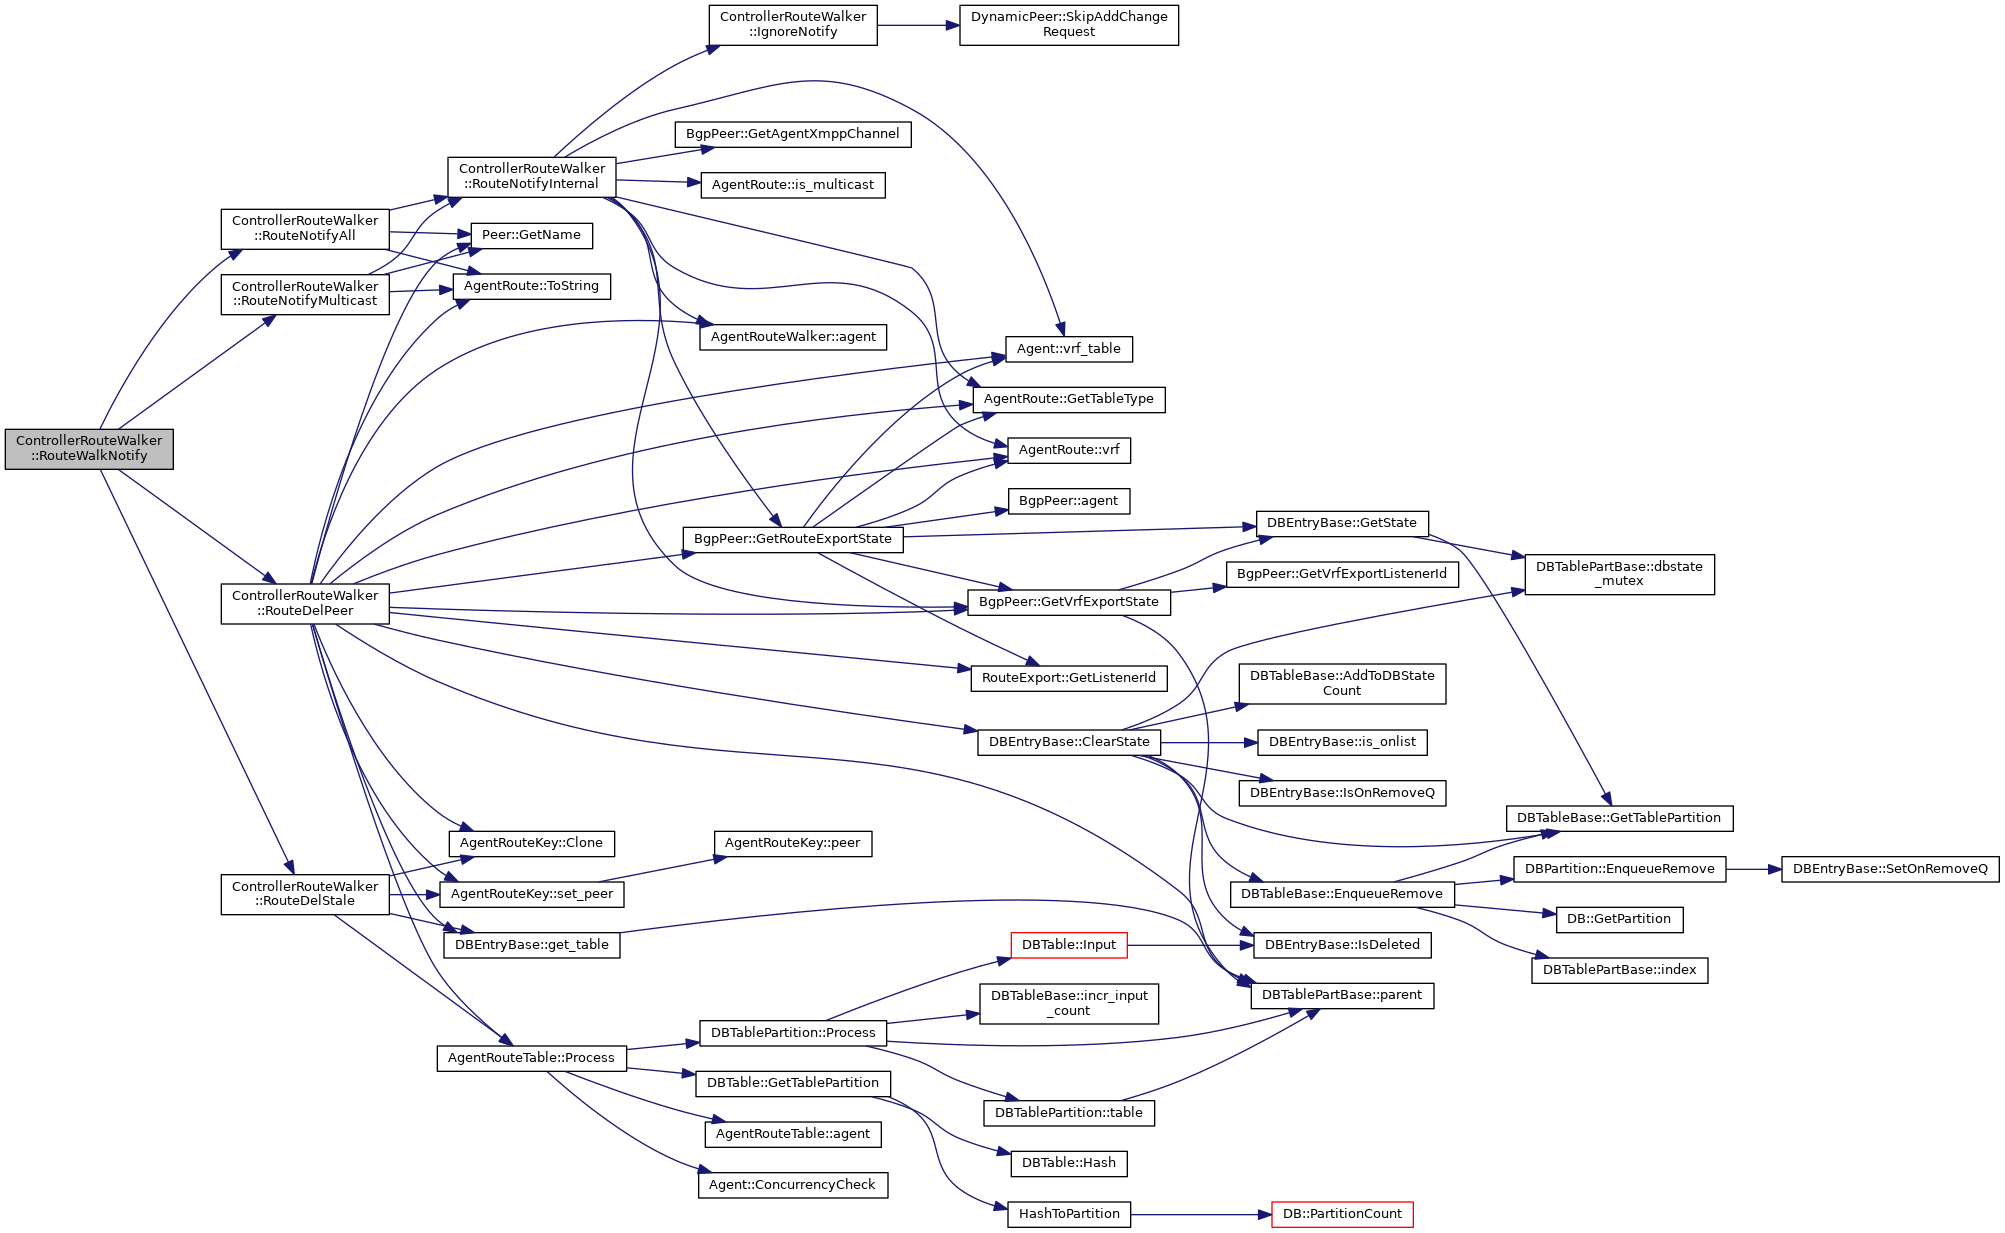 ControllerRouteWalker
::RouteWalkNotify
ControllerRouteWalker
::RouteNotifyAll
ControllerRouteWalker
::RouteNotifyMulticast
ControllerRouteWalker
::RouteDelPeer
ControllerRouteWalker
::RouteDelStale
ControllerRouteWalker
::RouteNotifyInternal
Peer::GetName
AgentRoute::ToString
AgentRouteKey::Clone
AgentRouteKey::set_peer
DBEntryBase::get_table
AgentRouteTable::Process
ControllerRouteWalker
::IgnoreNotify
BgpPeer::GetAgentXmppChannel
AgentRoute::is_multicast
AgentRouteWalker::agent
BgpPeer::GetRouteExportState
AgentRouteKey::peer
DBTablePartition::Process
DBTable::GetTablePartition
AgentRouteTable::agent
Agent::ConcurrencyCheck
DynamicPeer::SkipAddChange
Request
Agent::vrf_table
AgentRoute::GetTableType
AgentRoute::vrf
BgpPeer::agent
BgpPeer::GetVrfExportState
RouteExport::GetListenerId
DBEntryBase::ClearState
DBTable::Input
DBTableBase::incr_input
_count
DBTablePartition::table
DBTable::Hash
HashToPartition
DBEntryBase::GetState
BgpPeer::GetVrfExportListenerId
DBTableBase::AddToDBState
Count
DBEntryBase::is_onlist
DBEntryBase::IsOnRemoveQ
DBTableBase::EnqueueRemove
DBEntryBase::IsDeleted
DBTablePartBase::parent
DB::PartitionCount
DBTablePartBase::dbstate
_mutex
DBTableBase::GetTablePartition
DBPartition::EnqueueRemove
DB::GetPartition
DBTablePartBase::index
DBEntryBase::SetOnRemoveQ